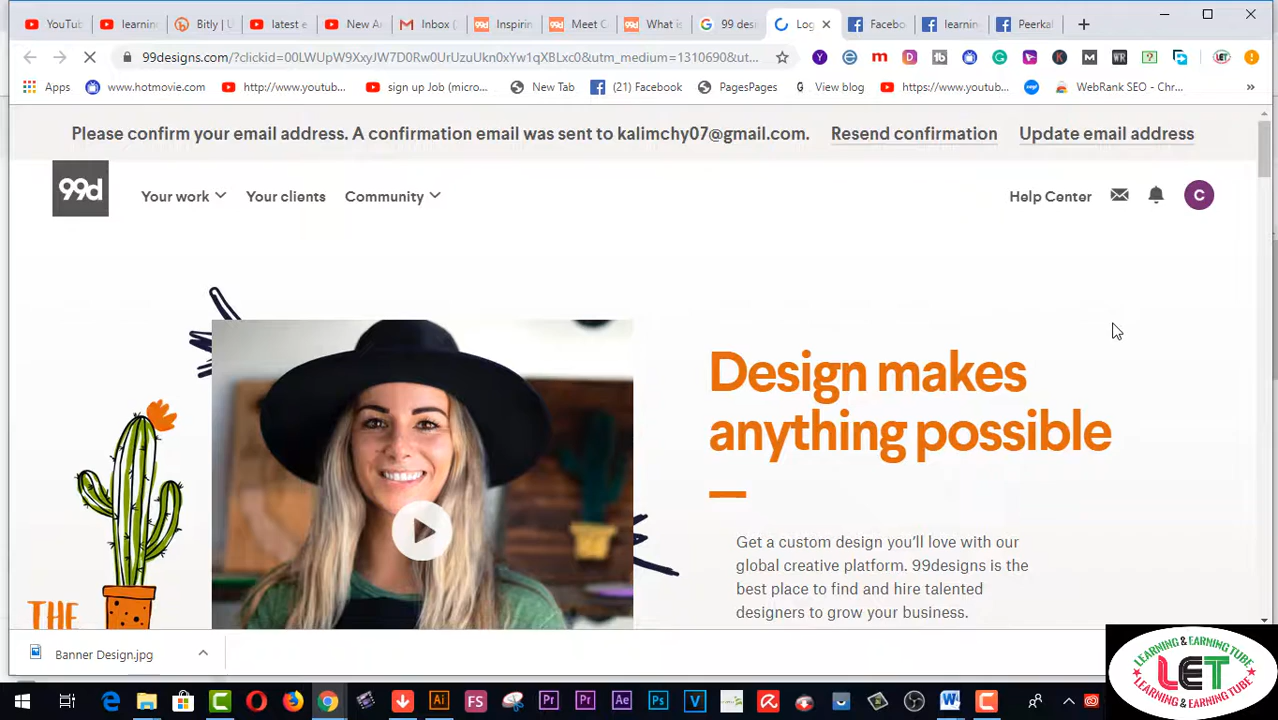 YouTub
learnin
Bitly | U
latest e
New A
Inbox (
Inspirin
Meet C
What is
99 desi
Log
Facebo
learnin
Peerkal
99designs.com/?clickid=00LWUpW9XyJW7D0Rw0UrUzuUkn0xYw1qXBLxc0&utm_medium=1310690&ut...
Apps
www.hotmovie.com
http://www.youtub...
sign up Job (micro...
New Tab
(21) Facebook
PagesPages
View blog
https://www.youtub...
WebRank SEO - Chr...
Please confirm your email address. A confirmation email was sent to kalimchy07@gmail.com.
Resend confirmation
Update email address
99d
Your work
Your clients
Community
Help Center
C
Design makes
anything possible
Get a custom design you’ll love with our
global creative platform. 99designs is the
best place to find and hire talented
designers to grow your business.
THE
Banner Design.jpg
LEARNING & EARNING TUBE
LET
LEARNING & EARNING TUBE